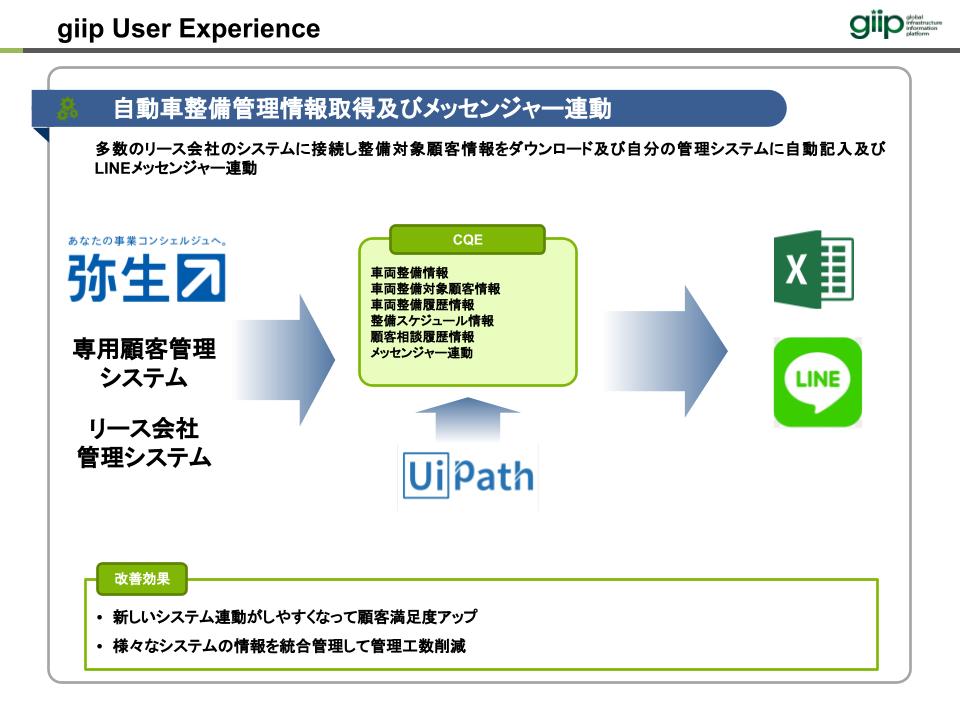 giip User Experience
giip global infrastructure information platform
自動車整備管理情報取得及びメッセンジャー連動
多数のリース会社のシステムに接続し整備対象顧客情報をダウンロード及び自分の管理システムに自動記入及び
LINEメッセンジャー連動
あなたの事業コンシェルジュへ。
弥生
専用顧客管理
システム
リース会社
管理システム
CQE
車両整備情報
車両整備対象顧客情報
車両整備履歴情報
整備スケジュール情報
顧客相談履歴情報
メッセンジャー連動
UiPath
X
LINE
改善効果
• 新しいシステム連動がしやすくなって顧客満足度アップ
• 様々なシステムの情報を統合管理して管理工数削減